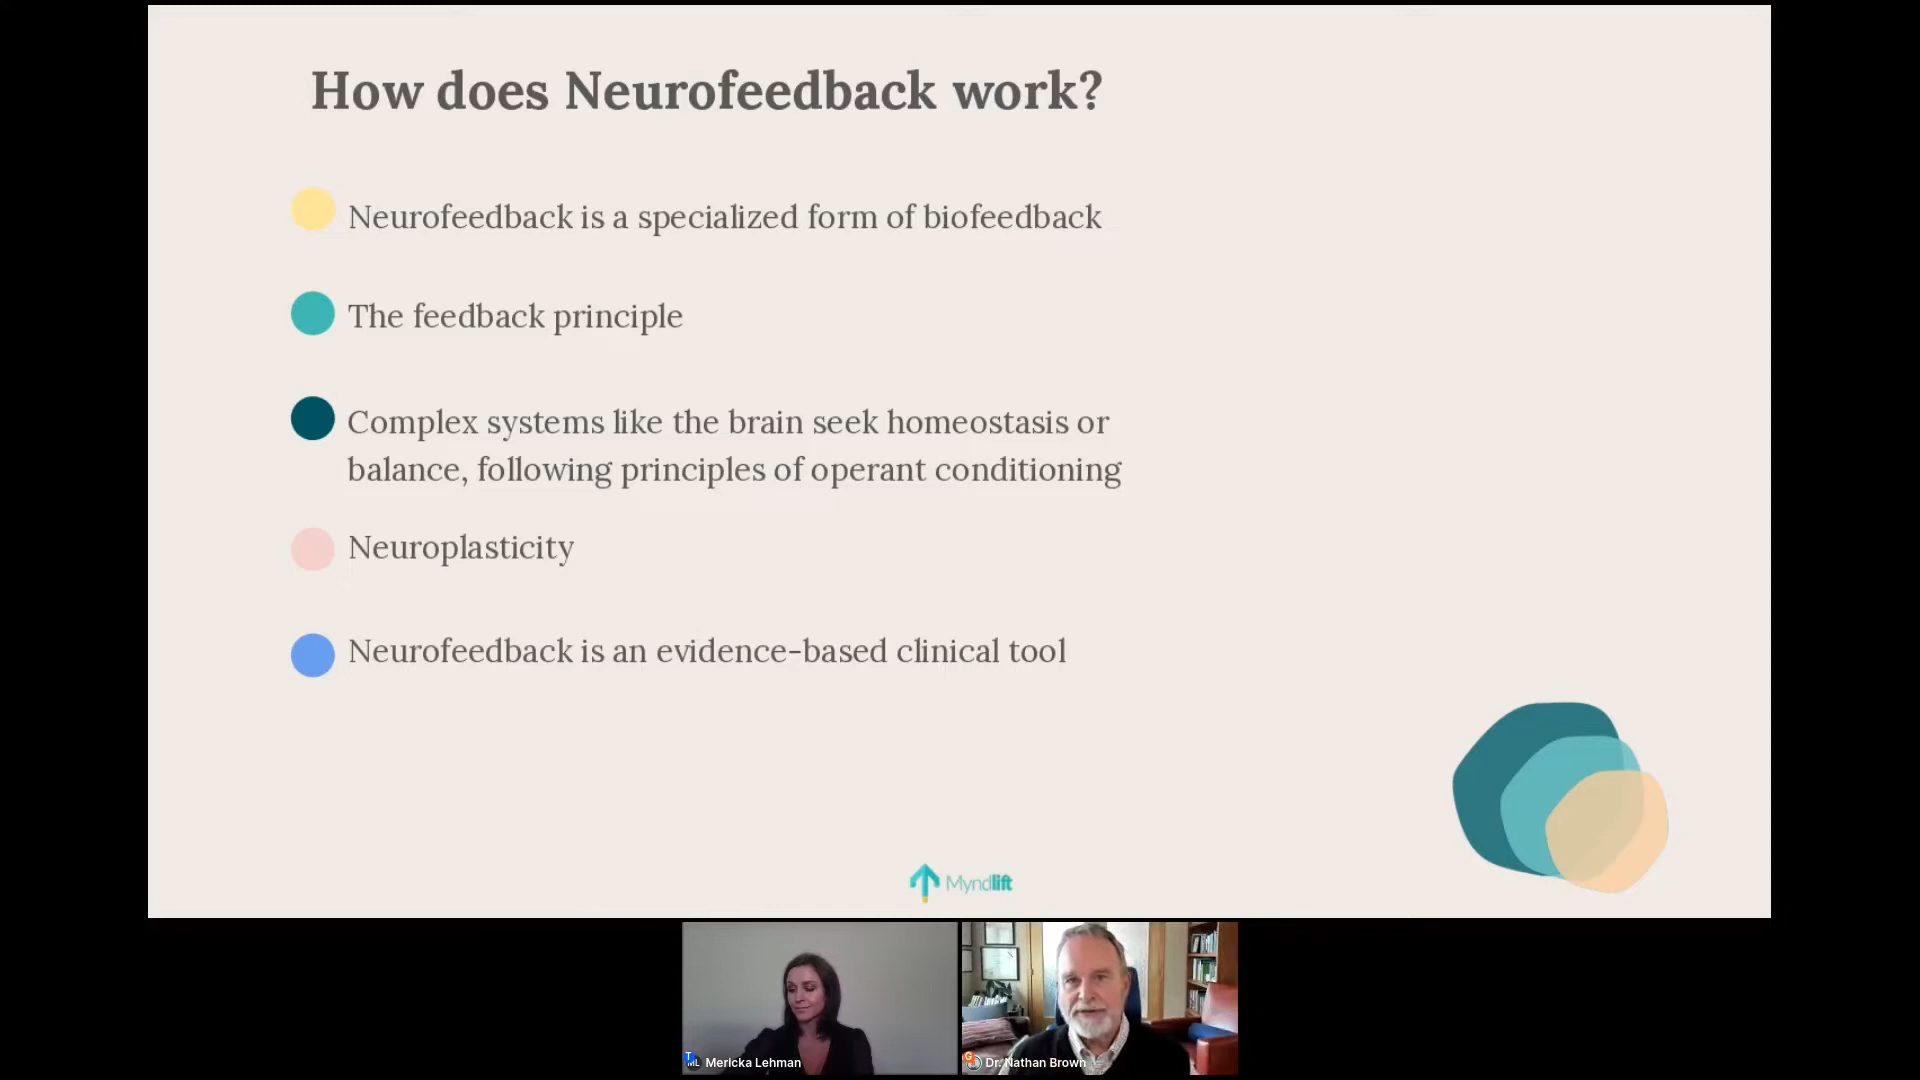 How does Neurofeedback work?
Neurofeedback is a specialized form of biofeedback
The feedback principle
Complex systems like the brain seek homeostasis or
balance, following principles of operant conditioning
Neuroplasticity
Neurofeedback is an evidence-based clinical tool
Myndlift
T
ML
Mericka Lehman
G
Dr. Nathan Brown